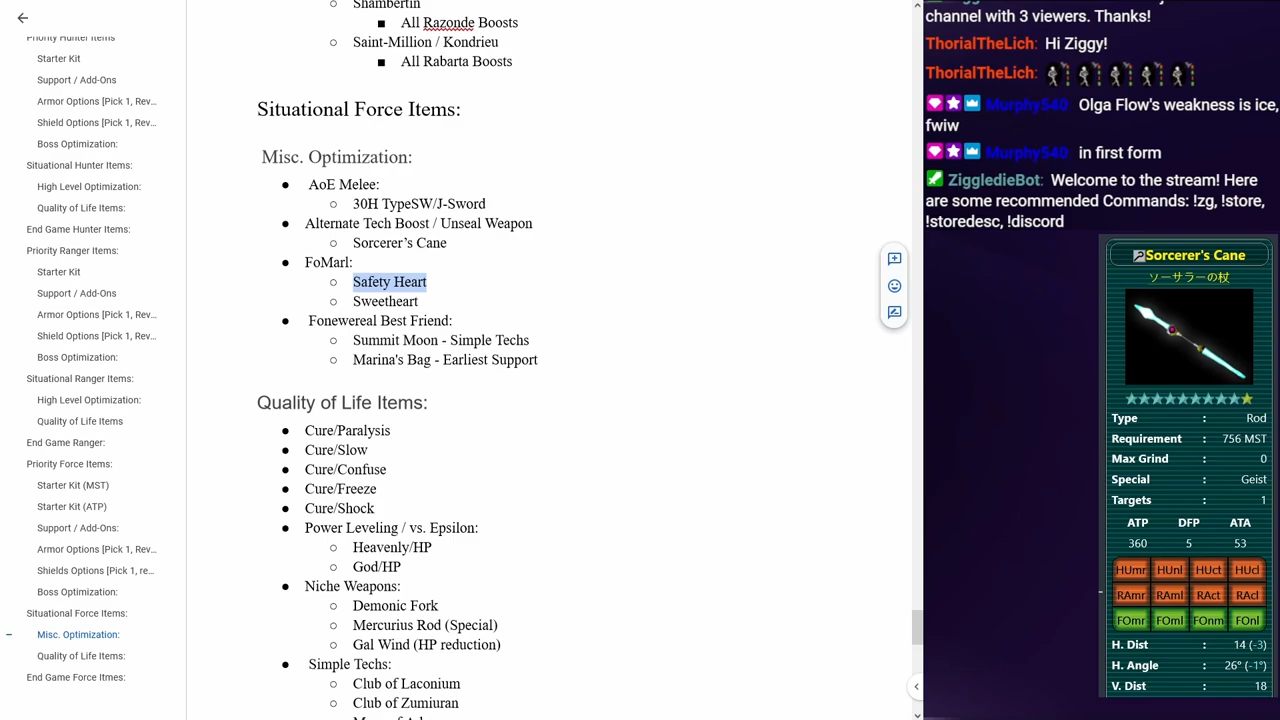 Priority Hunter Items
Starter Kit
Support / Add-Ons
Armor Options [Pick 1, Rev...
Shield Options [Pick 1, Rev...
Boss Optimization:
Situational Hunter Items:
High Level Optimization:
Quality of Life Items:
End Game Hunter Items:
Priority Ranger Items:
Starter Kit
Support / Add-Ons:
Armor Options [Pick 1, Rev...
Shield Options [Pick 1, Rev...
Boss Optimization:
Situational Ranger Items:
High Level Optimization:
Quality of Life Items
End Game Ranger:
Priority Force Items:
Starter Kit (MST)
Starter Kit (ATP)
Support / Add-Ons:
Armor Options [Pick 1, Rev...
Shields Options [Pick 1, re...
Boss Optimization:
Situational Force Items:
Misc. Optimization:
Quality of Life Items:
End Game Force Itmes:
Shambertin
All Razonde Boosts
Saint-Million / Kondrieu
All Rabarta Boosts
Situational Force Items:
Misc. Optimization:
AoE Melee:
30H TypeSW/J-Sword
Alternate Tech Boost / Unseal Weapon
Sorcerer’s Cane
FoMarl:
Safety Heart
Sweetheart
Fonewereal Best Friend:
Summit Moon - Simple Techs
Marina's Bag - Earliest Support
Quality of Life Items:
Cure/Paralysis
Cure/Slow
Cure/Confuse
Cure/Freeze
Cure/Shock
Power Leveling / vs. Epsilon:
Heavenly/HP
God/HP
Niche Weapons:
Demonic Fork
Mercurius Rod (Special)
Gal Wind (HP reduction)
Simple Techs:
Club of Laconium
Club of Zumiuran
channel with 3 viewers. Thanks!
ThorialTheLich: Hi Ziggy!
ThorialTheLich:
Murphy540: Olga Flow's weakness is ice,
fwiw
Murphy540: in first form
ZiggledieBot: Welcome to the stream! Here
are some recommended Commands: !zg, !store,
!storedesc, !discord
Sorcerer's Cane
ソーサラーの杖
Type : Rod
Requirement : 756 MST
Max Grind : 0
Special : Geist
Targets : 1
ATP DFP ATA
360 5 53
HUmr HUnl HUct HUcl
RAmr RAml RAct RAcl
FOmr FOml FOnm FOnl
H. Dist : 14 (-3)
H. Angle : 26° (-1°)
V. Dist : 18